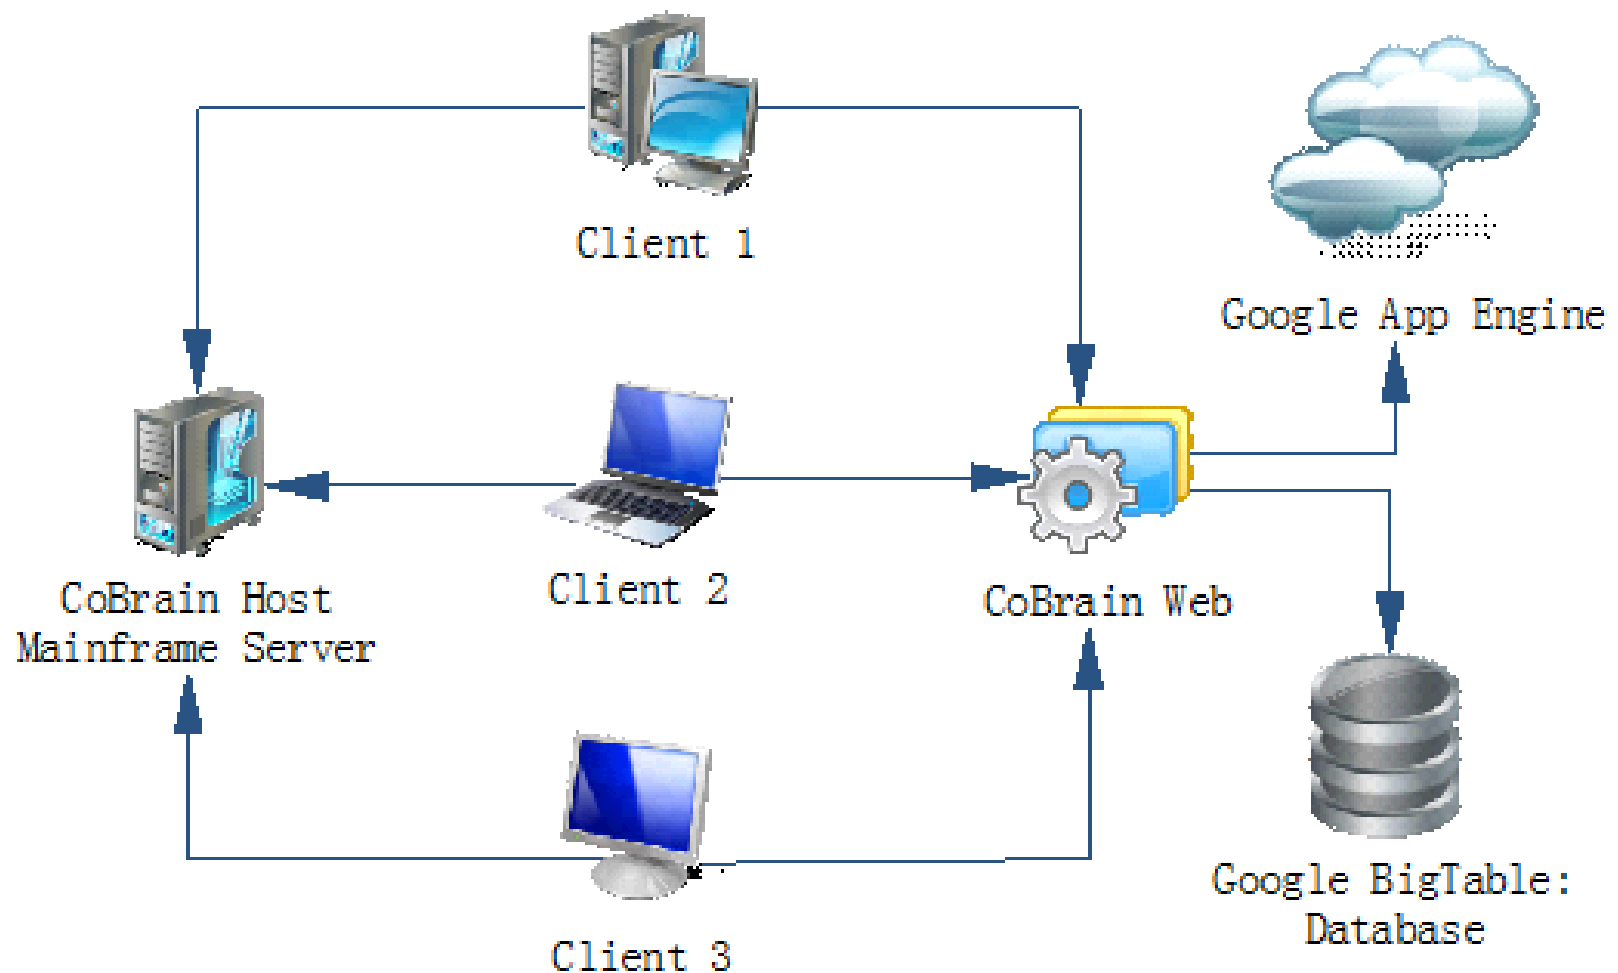 Client 1
Google App Engine
Client 2
CoBrain Host
Mainframe Server
CoBrain Web
Client 3
Google BigTable:
Database